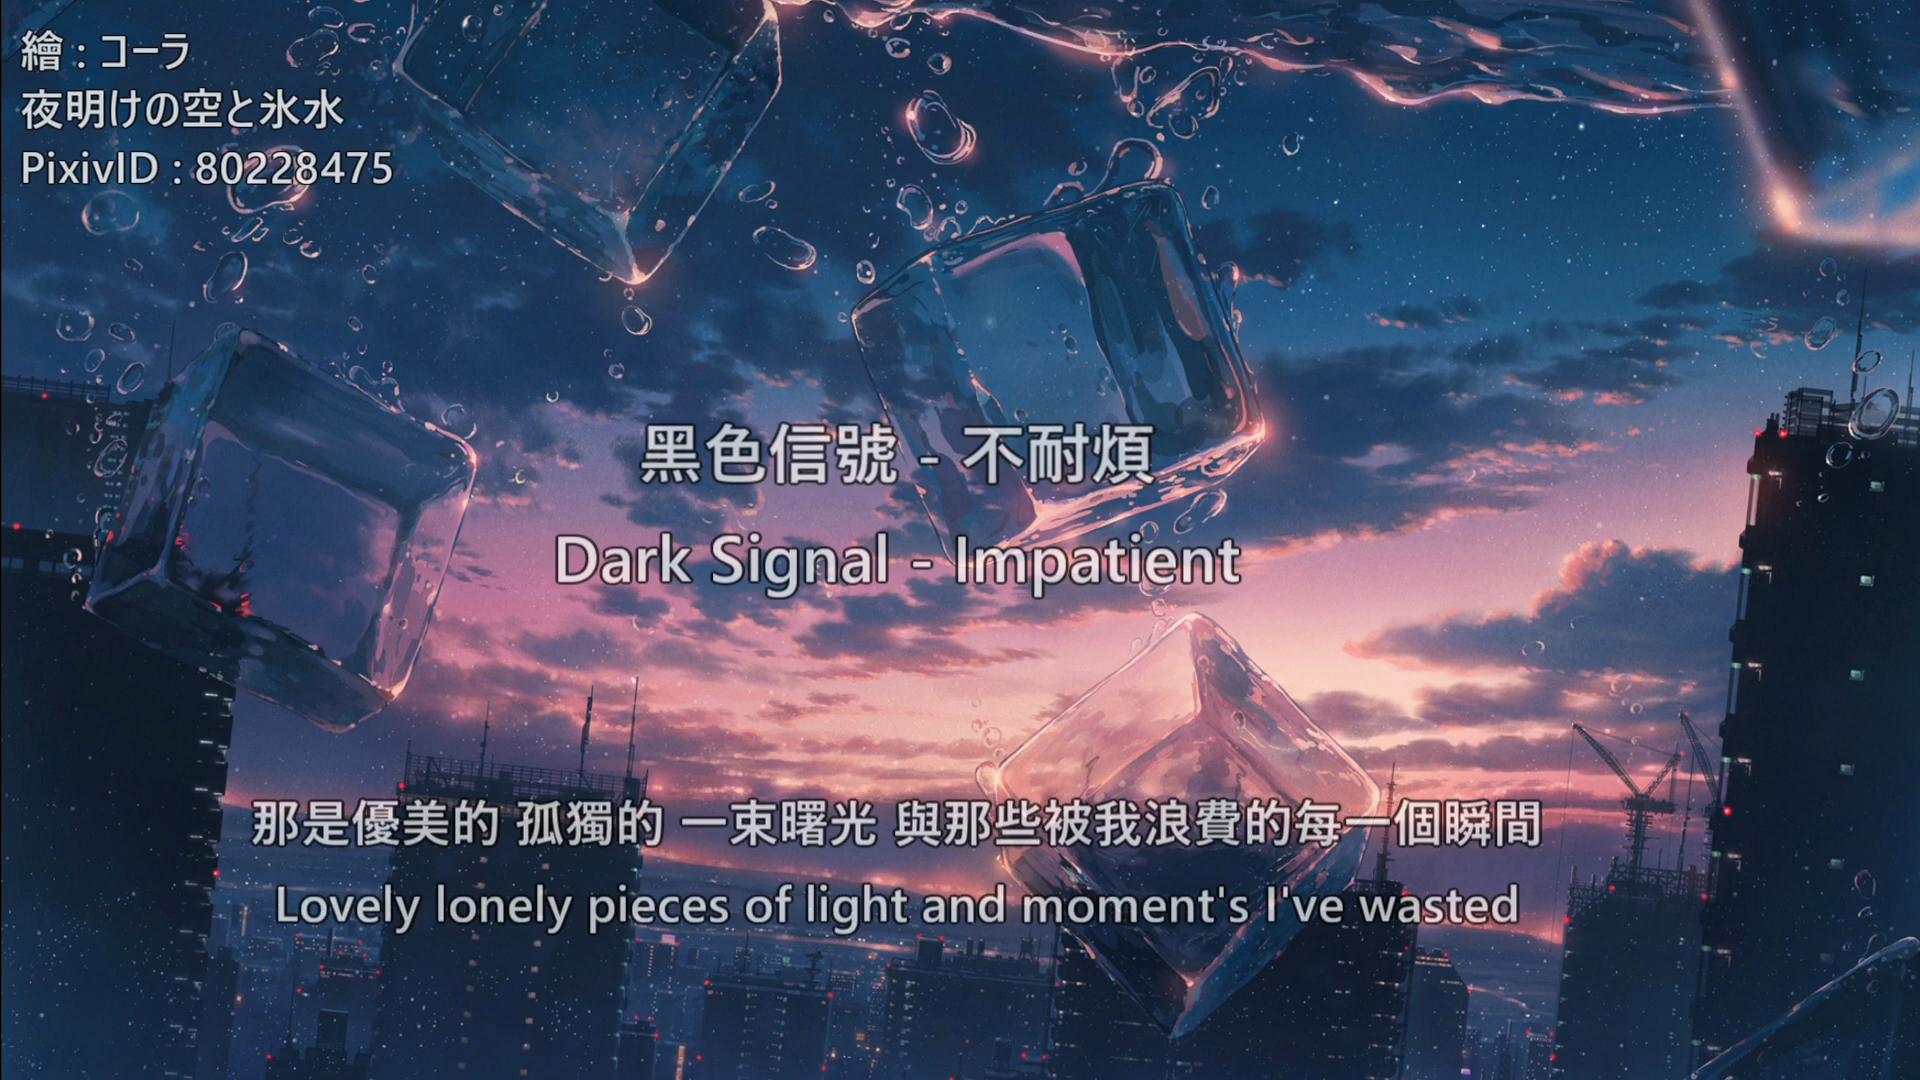 繪 : コーラ
夜明けの空と氷水
PixivID : 80228475
黑色信號 - 不耐煩
Dark Signal - Impatient
那是優美的 孤獨的 一束曙光 與那些被我浪費的每一個瞬間
Lovely lonely pieces of light and moment's I've wasted